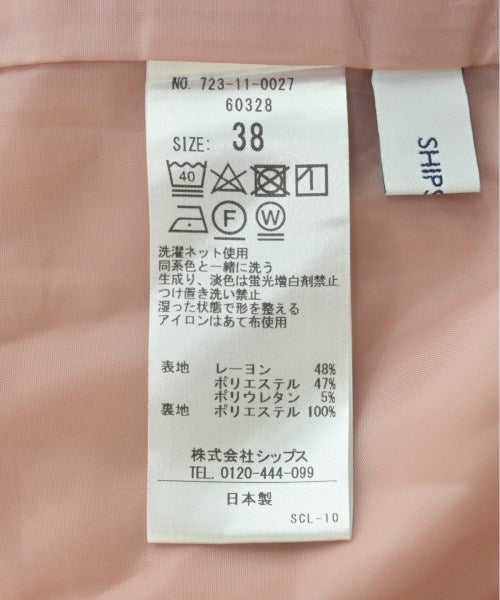 NO. 723-11-0027
60328
SIZE: 38
40
F W
洗濯ネット使用
同系色と一緒に洗う
生成り、淡色は蛍光増白剤禁止
つけ置き洗い禁止
湿った状態で形を整える
アイロンはあて布使用
表地 レーヨン 48%
ポリエステル 47%
ポリウレタン 5%
裏地 ポリエステル 100%
株式会社シップス
TEL. 0120-444-099
日本製
SCL-10
SHIPS